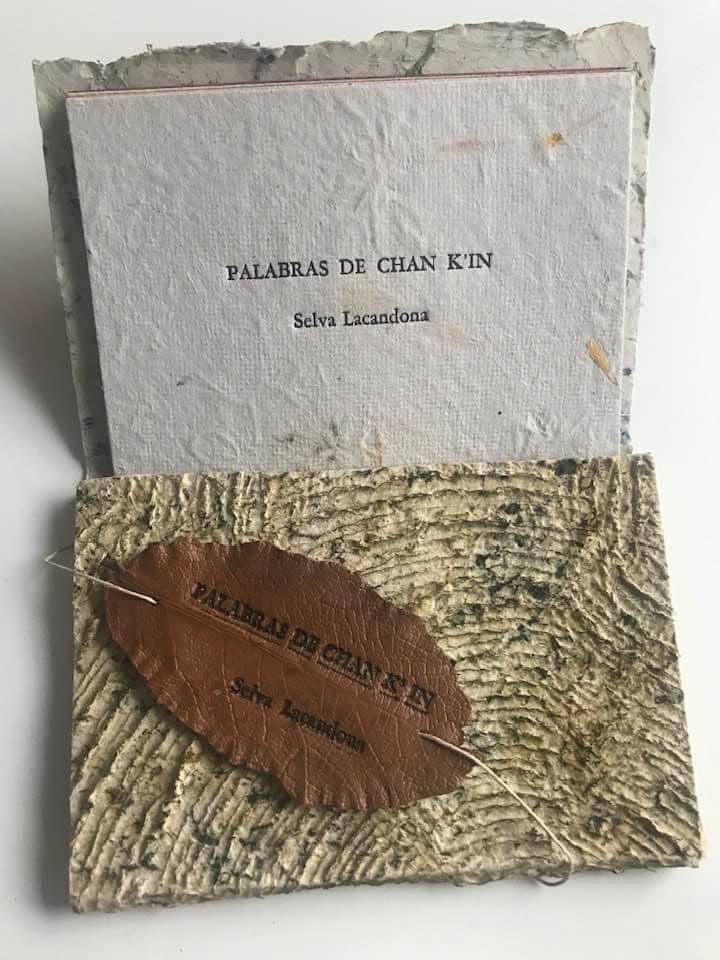 PALABRAS DE CHAN K'IN
Selva Lacandona
PALABRAS DE CHAN K' IN
Selva Lacandona